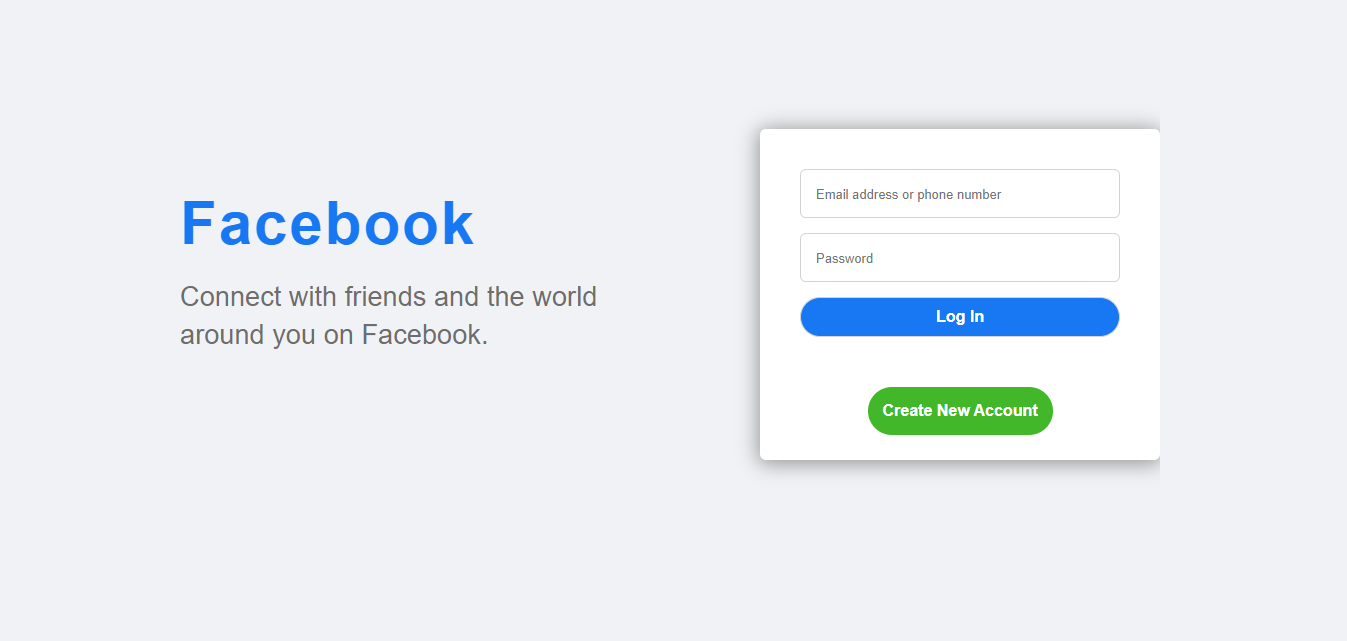 Facebook
Connect with friends and the world
around you on Facebook.
Email address or phone number
Password
Log In
Create New Account